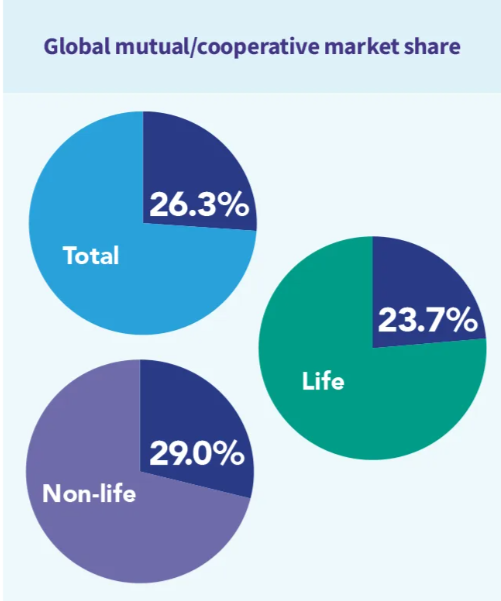 Global mutual/cooperative market share
26.3%
Total
23.7%
Life
29.0%
Non-life